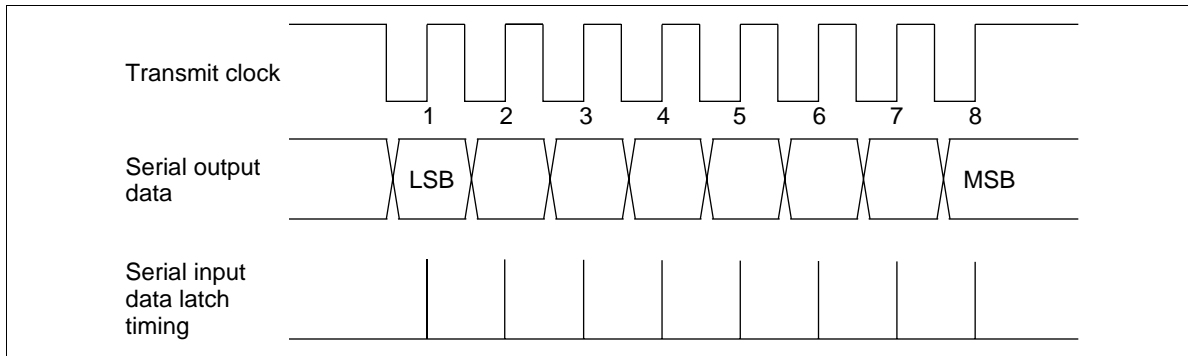 Transmit clock
1 2 3 4 5 6 7 8
Serial output
data
LSB
MSB
Serial input
data latch
timing